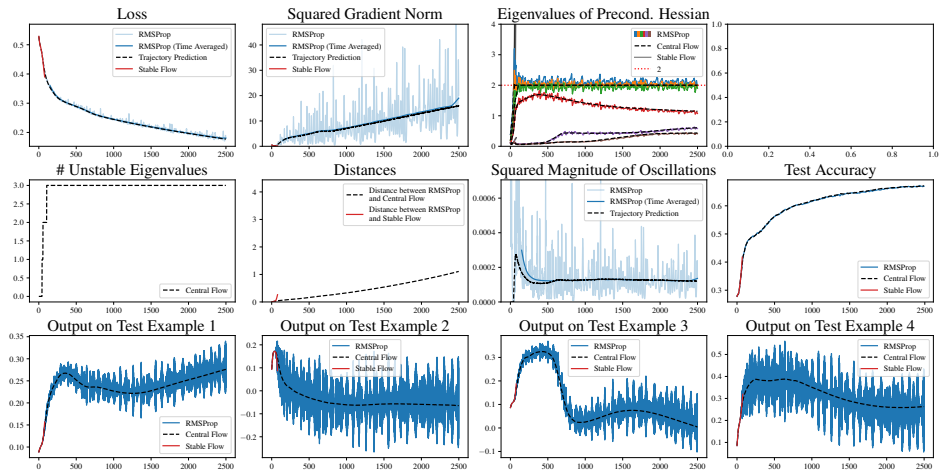 Loss
Squared Gradient Norm
Eigenvalues of Precond. Hessian
0.5
0.4
0.3
0.2
0
500
1000
1500
2000
2500
RMSProp
RMSProp (Time Averaged)
Trajectory Prediction
Stable Flow
40
30
20
10
0
0
500
1000
1500
2000
2500
RMSProp
RMSProp (Time Averaged)
Trajectory Prediction
Stable Flow
4
3
2
1
0
0
500
1000
1500
2000
2500
RMSProp
Central Flow
Stable Flow
2
1.0
0.8
0.6
0.4
0.2
0.0
0.0
0.2
0.4
0.6
0.8
1.0
# Unstable Eigenvalues
Distances
Squared Magnitude of Oscillations
Test Accuracy
3.0
2.5
2.0
1.5
1.0
0.5
0.0
0
500
1000
1500
2000
2500
Central Flow
4
3
2
1
0
0
500
1000
1500
2000
2500
Distance between RMSProp
and Central Flow
Distance between RMSProp
and Stable Flow
0.0006
0.0004
0.0002
0.0000
0
500
1000
1500
2000
2500
RMSProp
RMSProp (Time Averaged)
Trajectory Prediction
0.6
0.5
0.4
0.3
0
500
1000
1500
2000
2500
RMSProp
Central Flow
Stable Flow
Output on Test Example 1
Output on Test Example 2
Output on Test Example 3
Output on Test Example 4
0.30
0.25
0.20
0.15
0.10
0
500
1000
1500
2000
2500
RMSProp
Central Flow
Stable Flow
0.2
0.1
0.0
−0.1
−0.2
0
500
1000
1500
2000
2500
RMSProp
Central Flow
Stable Flow
0.3
0.2
0.1
0.0
−0.1
0
500
1000
1500
2000
2500
RMSProp
Central Flow
Stable Flow
0.5
0.4
0.3
0.2
0.1
0
500
1000
1500
2000
2500
RMSProp
Central Flow
Stable Flow